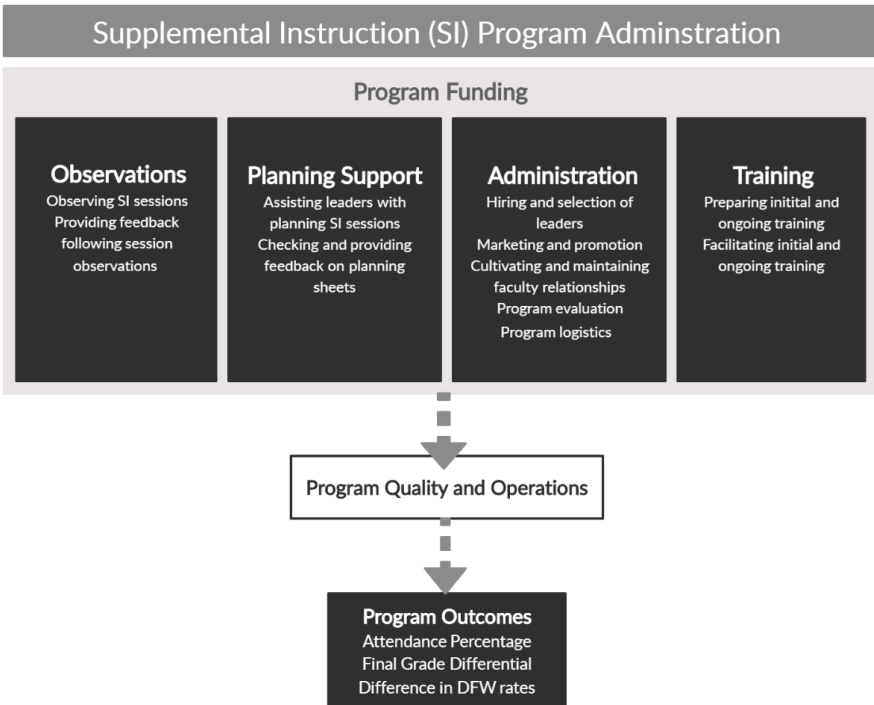 Supplemental Instruction (SI) Program Adminstration
Program Funding
Observations
Observing SI sessions
Providing feedback
following session
observations
Planning Support
Assisting leaders with
planning SI sessions
Checking and providing
feedback on planning
sheets
Administration
Hiring and selection of
leaders
Marketing and promotion
Cultivating and maintaining
faculty relationships
Program evaluation
Program logistics
Training
Preparing initital and
ongoing training
Facilitating initial and
ongoing training
Program Quality and Operations
Program Outcomes
Attendance Percentage
Final Grade Differential
Difference in DFW rates